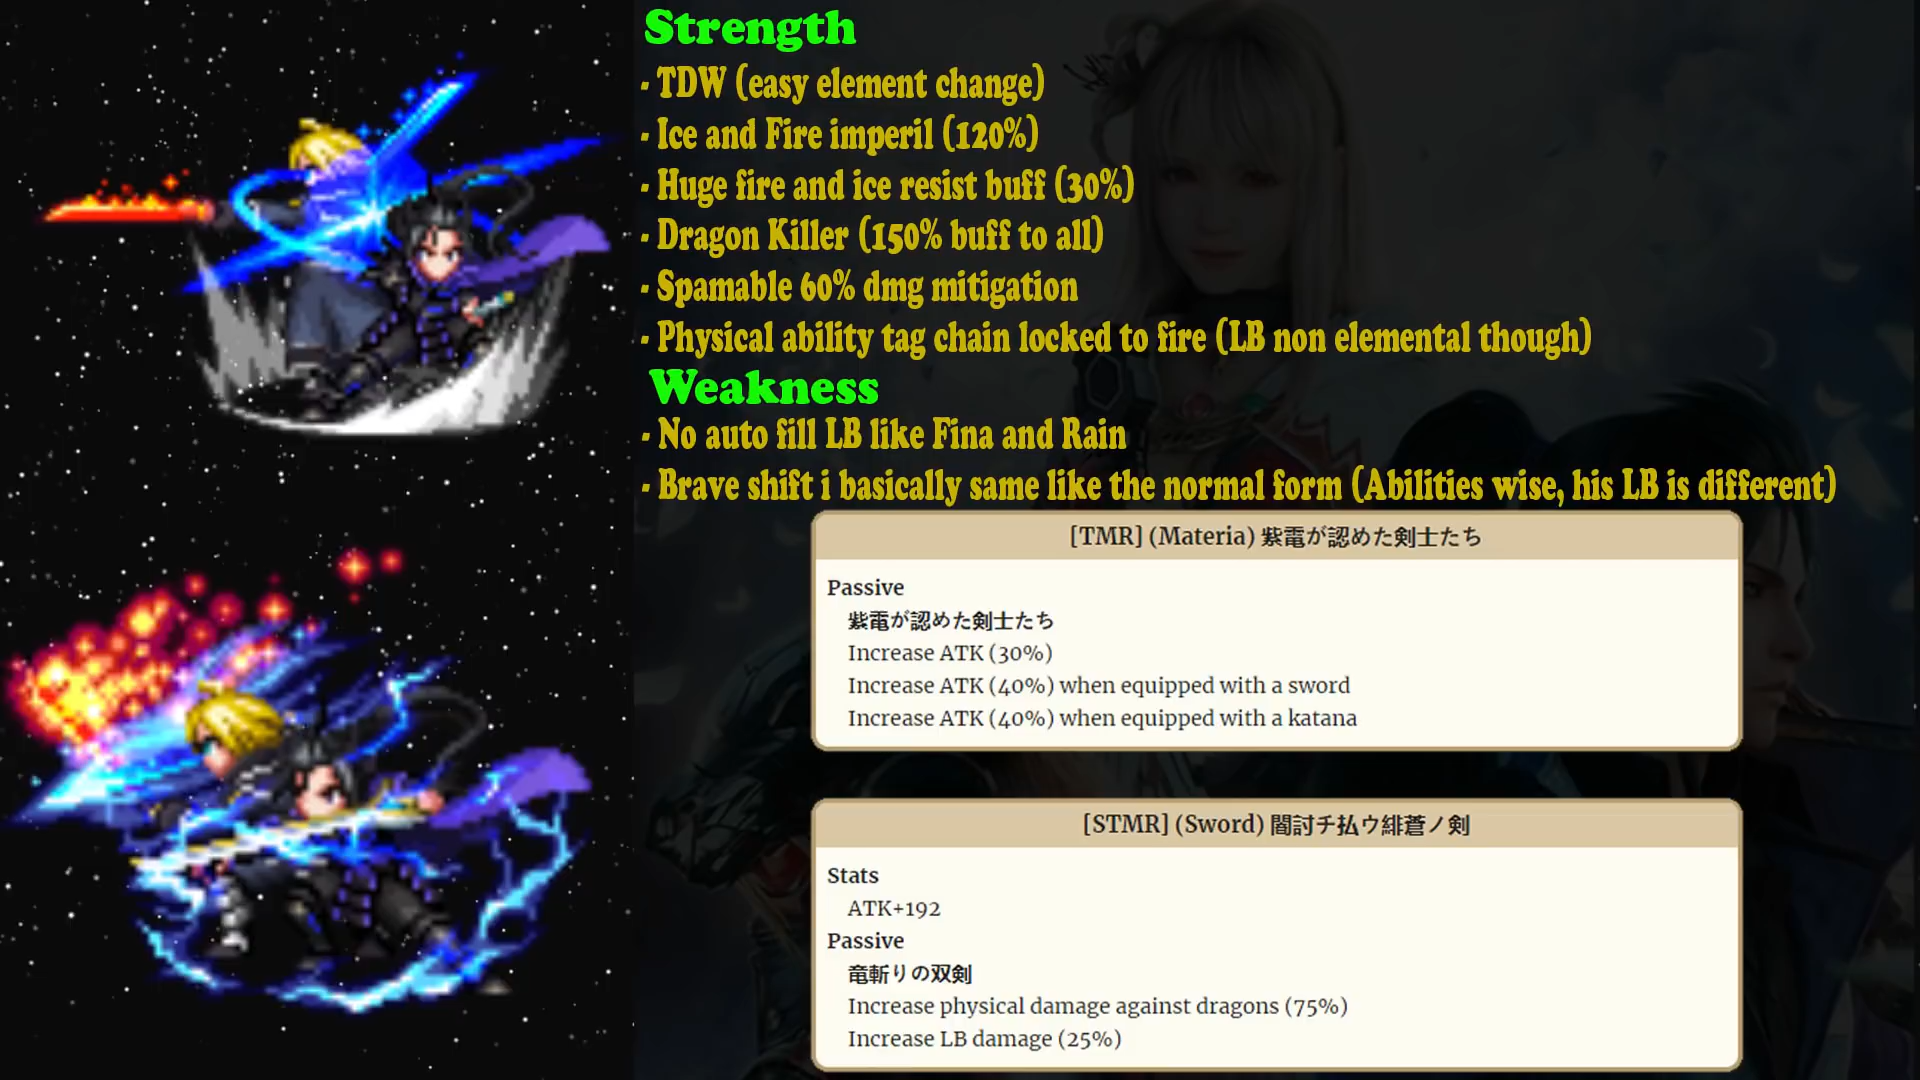 Strength
- TDW (easy element change)
- Ice and Fire imperil (120%)
- Huge fire and ice resist buff (30%)
- Dragon Killer (150% buff to all)
- Spamable 60% dmg mitigation
- Physical ability tag chain locked to fire (LB non elemental though)
Weakness
- No auto fill LB like Fina and Rain
- Brave shift i basically same like the normal form (Abilities wise, his LB is different)
[TMR] (Materia) 紫電が認めた剣士たち
Passive
紫電が認めた剣士たち
Increase ATK (30%)
Increase ATK (40%) when equipped with a sword
Increase ATK (40%) when equipped with a katana
[STMR] (Sword) 闇討チ払ウ緋蒼ノ剣
Stats
ATK+192
Passive
竜斬りの双剣
Increase physical damage against dragons (75%)
Increase LB damage (25%)